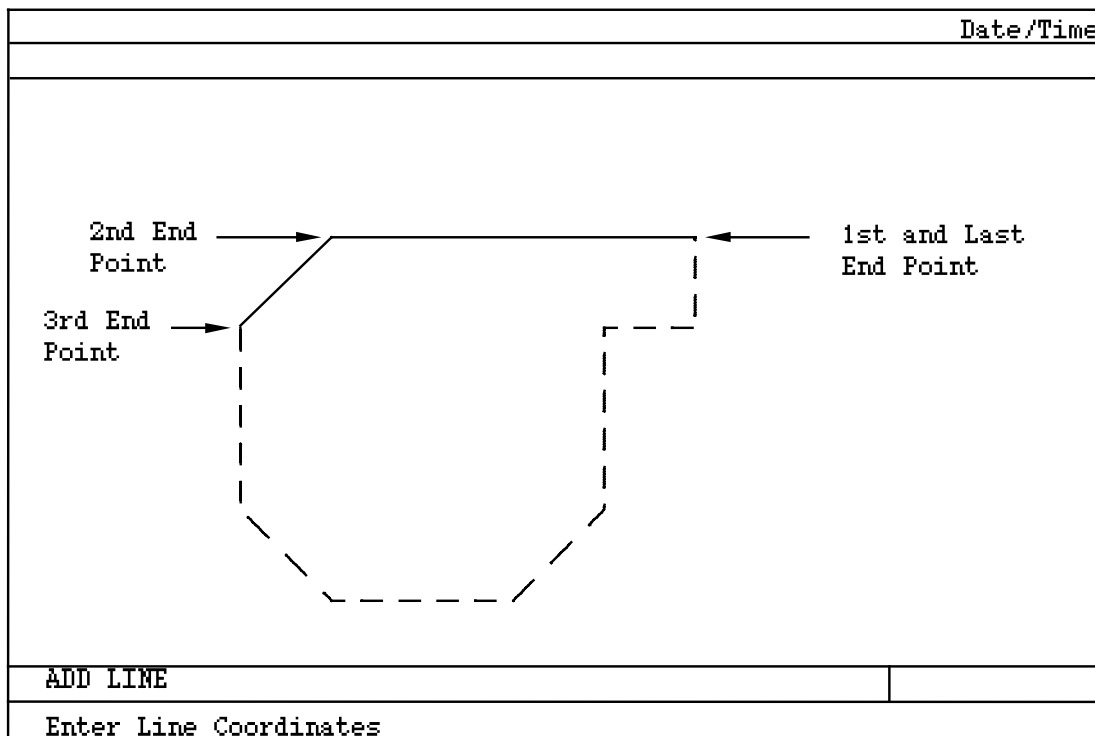 Date/Time
2nd End
Point
1st and Last
End Point
3rd End
Point
ADD LINE
Enter Line Coordinates